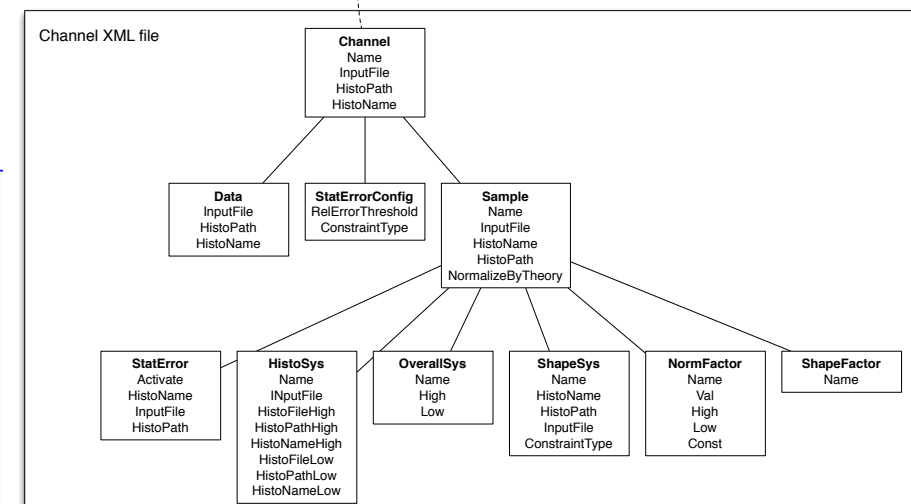 Channel XML file
Channel
Name
InputFile
HistoPath
HistoName
Data
InputFile
HistoPath
HistoName
StatErrorConfig
RelErrorThreshold
ConstraintType
Sample
Name
InputFile
HistoName
HistoPath
NormalizeByTheory
StatError
Activate
HistoName
InputFile
HistoPath
HistoSys
Name
INputFile
HistoFileHigh
HistoPathHigh
HistoNameHigh
HistoFileLow
HistoPathLow
HistoNameLow
OverallSys
Name
High
Low
ShapeSys
Name
HistoName
HistoPath
InputFile
ConstraintType
NormFactor
Name
Val
High
Low
Const
ShapeFactor
Name